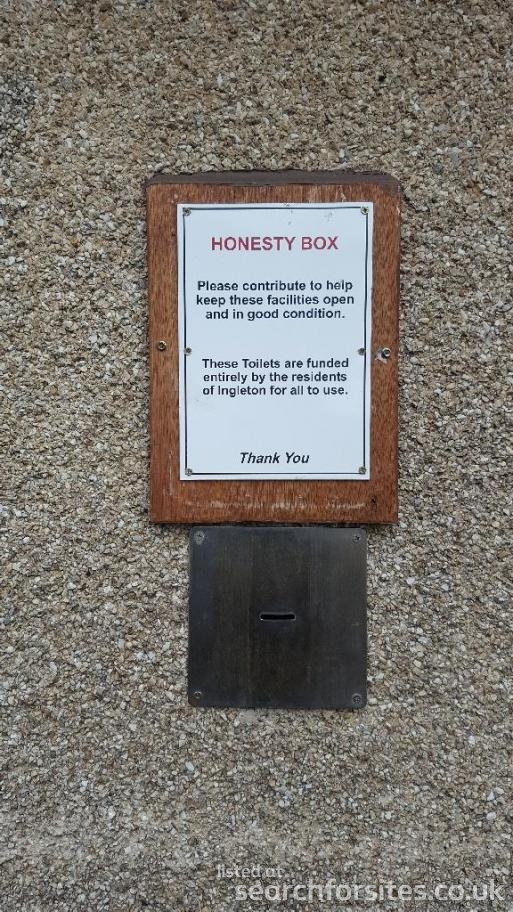 HONESTY BOX
Please contribute to help
keep these facilities open
and in good condition.
These Toilets are funded
entirely by the residents
of Ingleton for all to use.
Thank You
listed at
searchforsites.co.uk